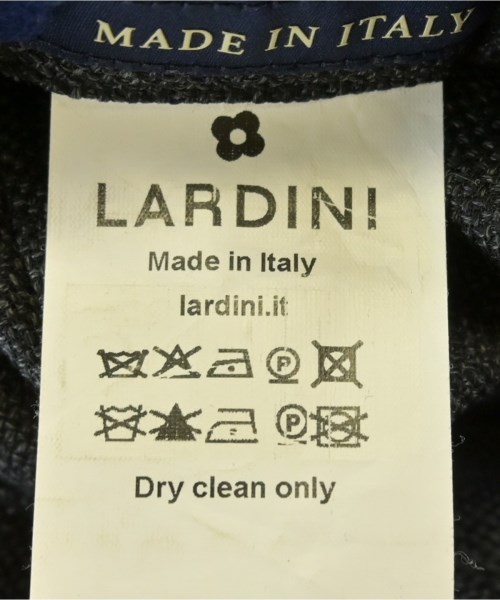 MADE IN ITALY
LARDINI
Made in Italy
lardini.it
P
P
Dry clean only